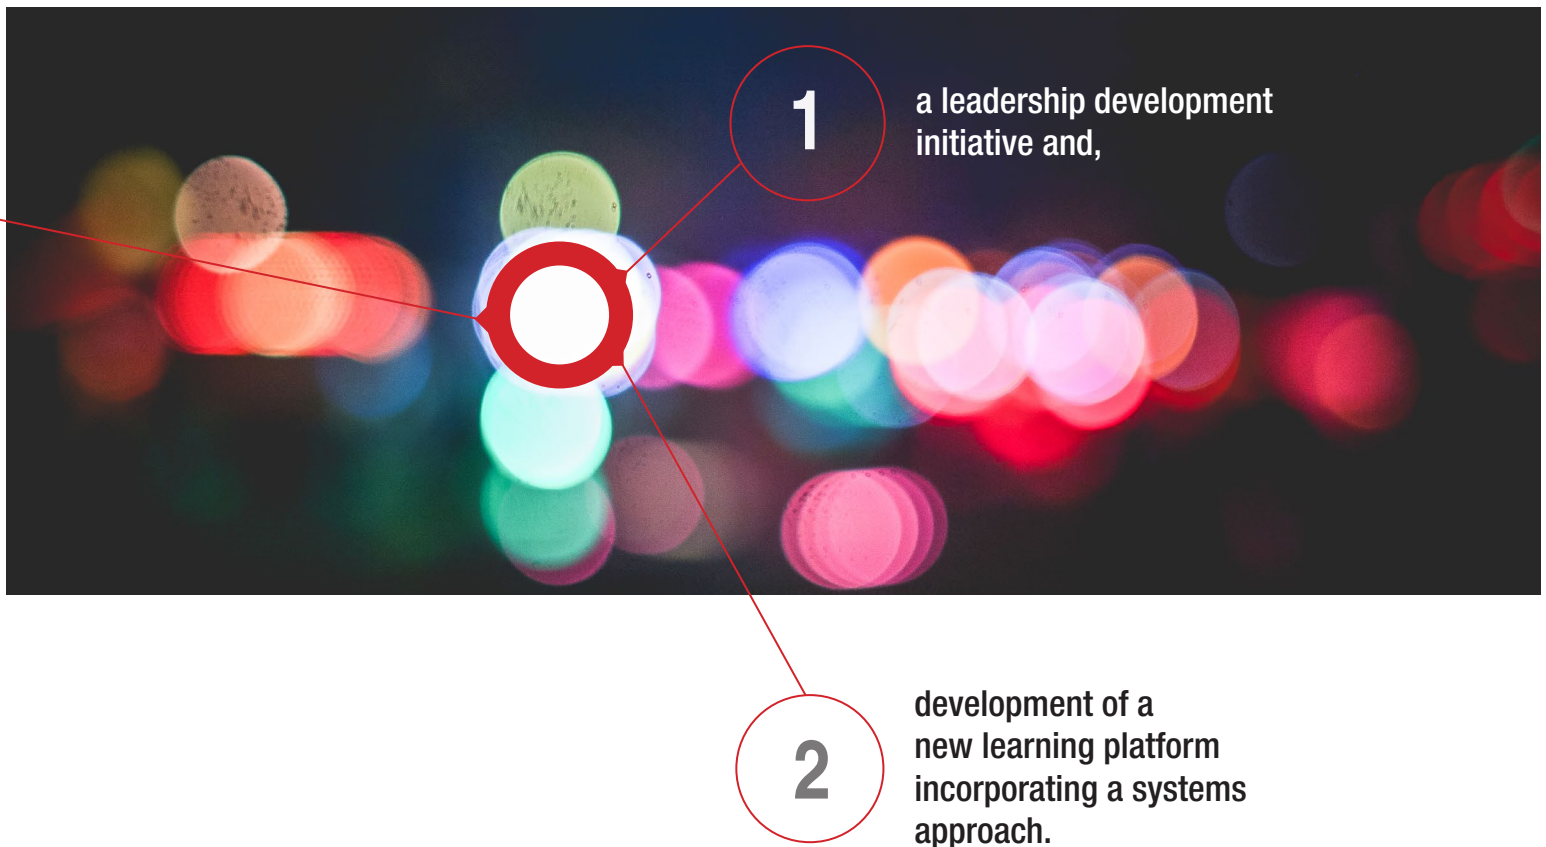 1
a leadership development
initiative and,
2
development of a
new learning platform
incorporating a systems
approach.